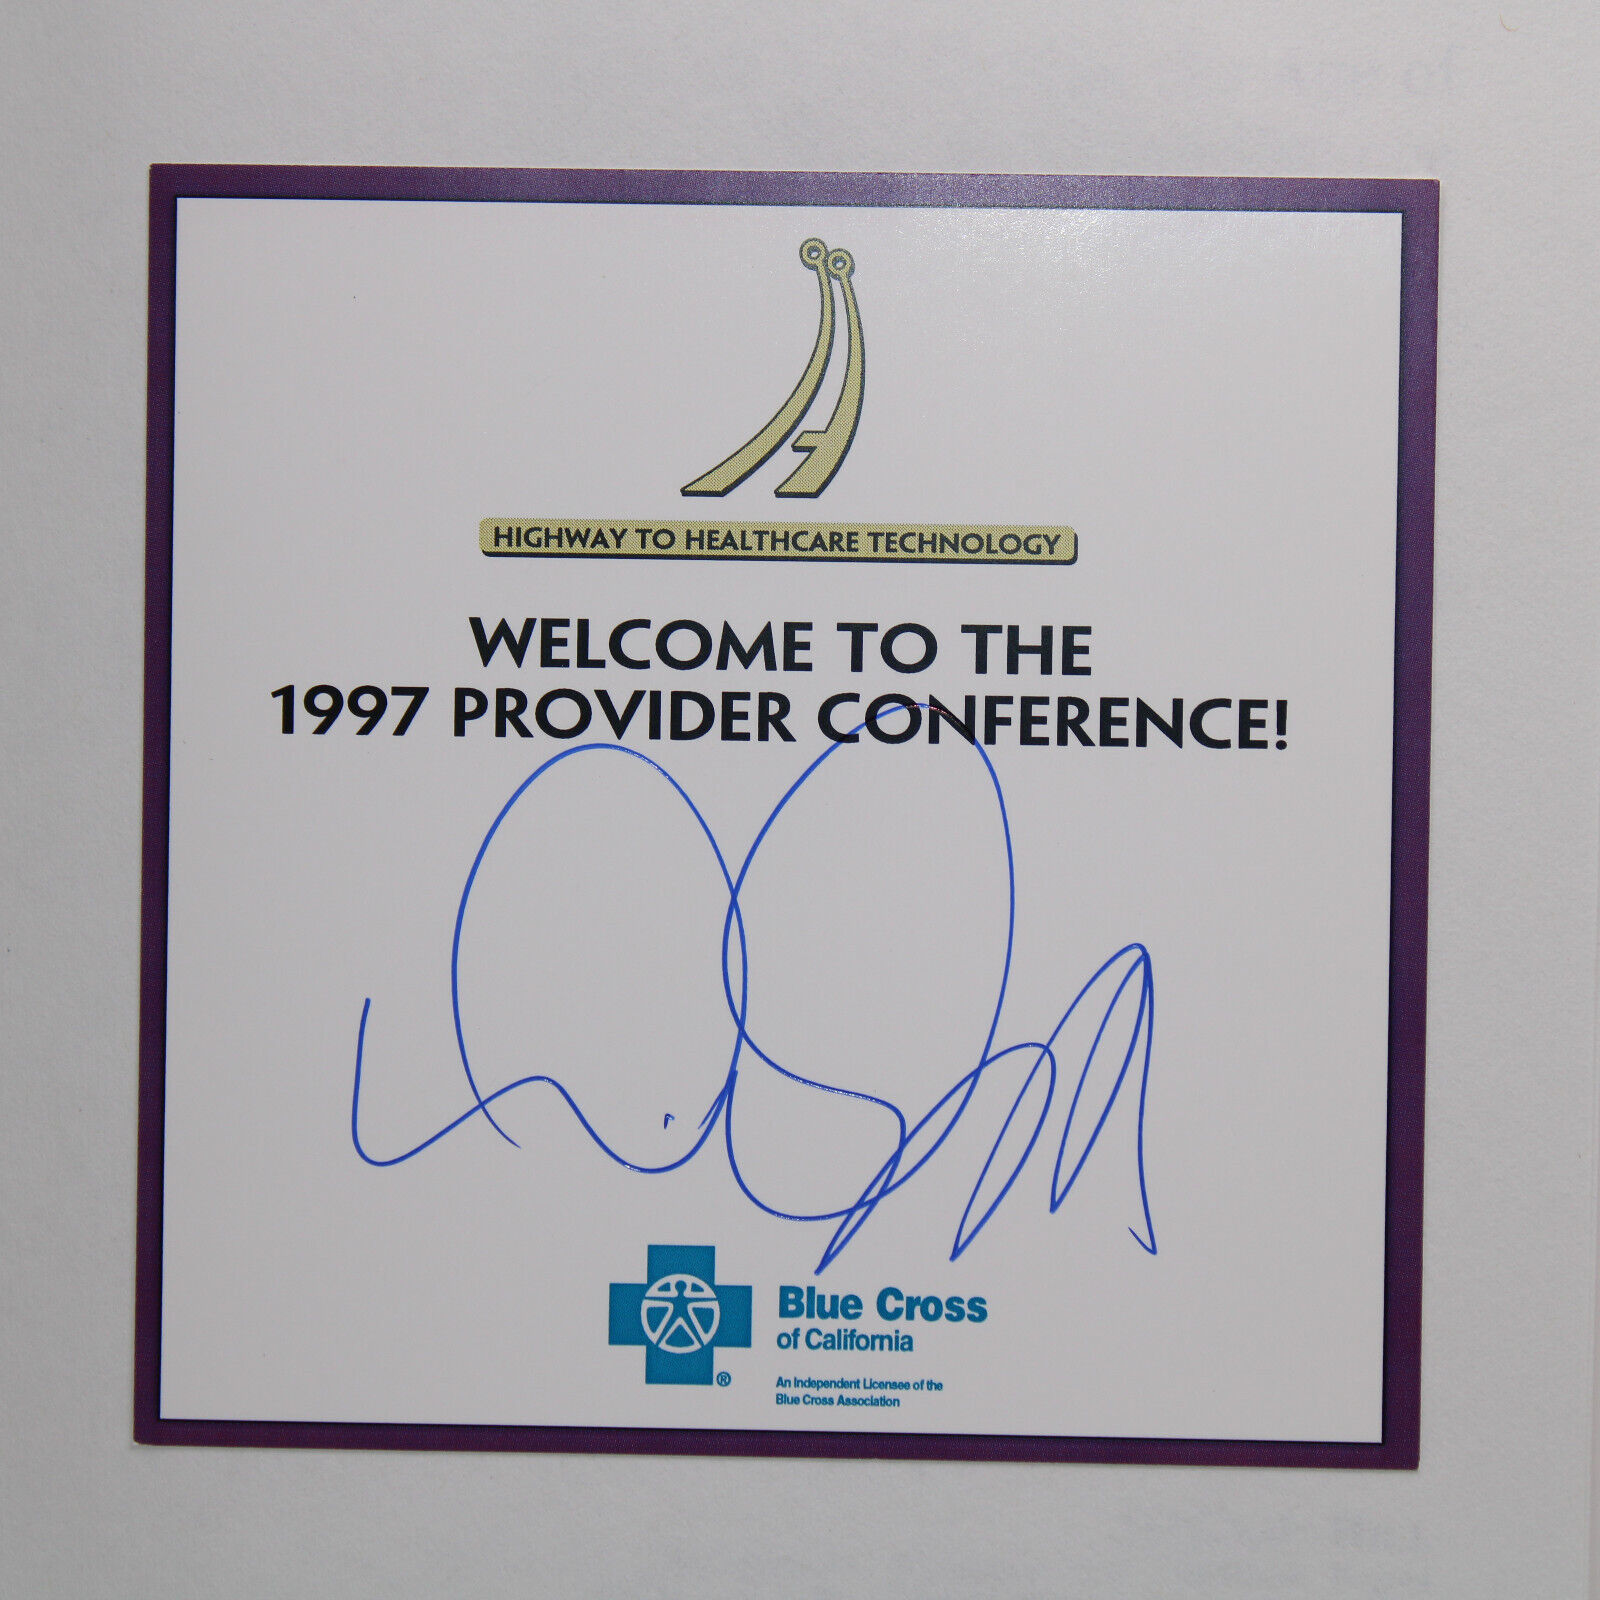 HIGHWAY TO HEALTHCARE TECHNOLOGY
WELCOME TO THE
1997 PROVIDER CONFERENCE!
Blue Cross
of California
®
An Independent Licensee of the
Blue Cross Association